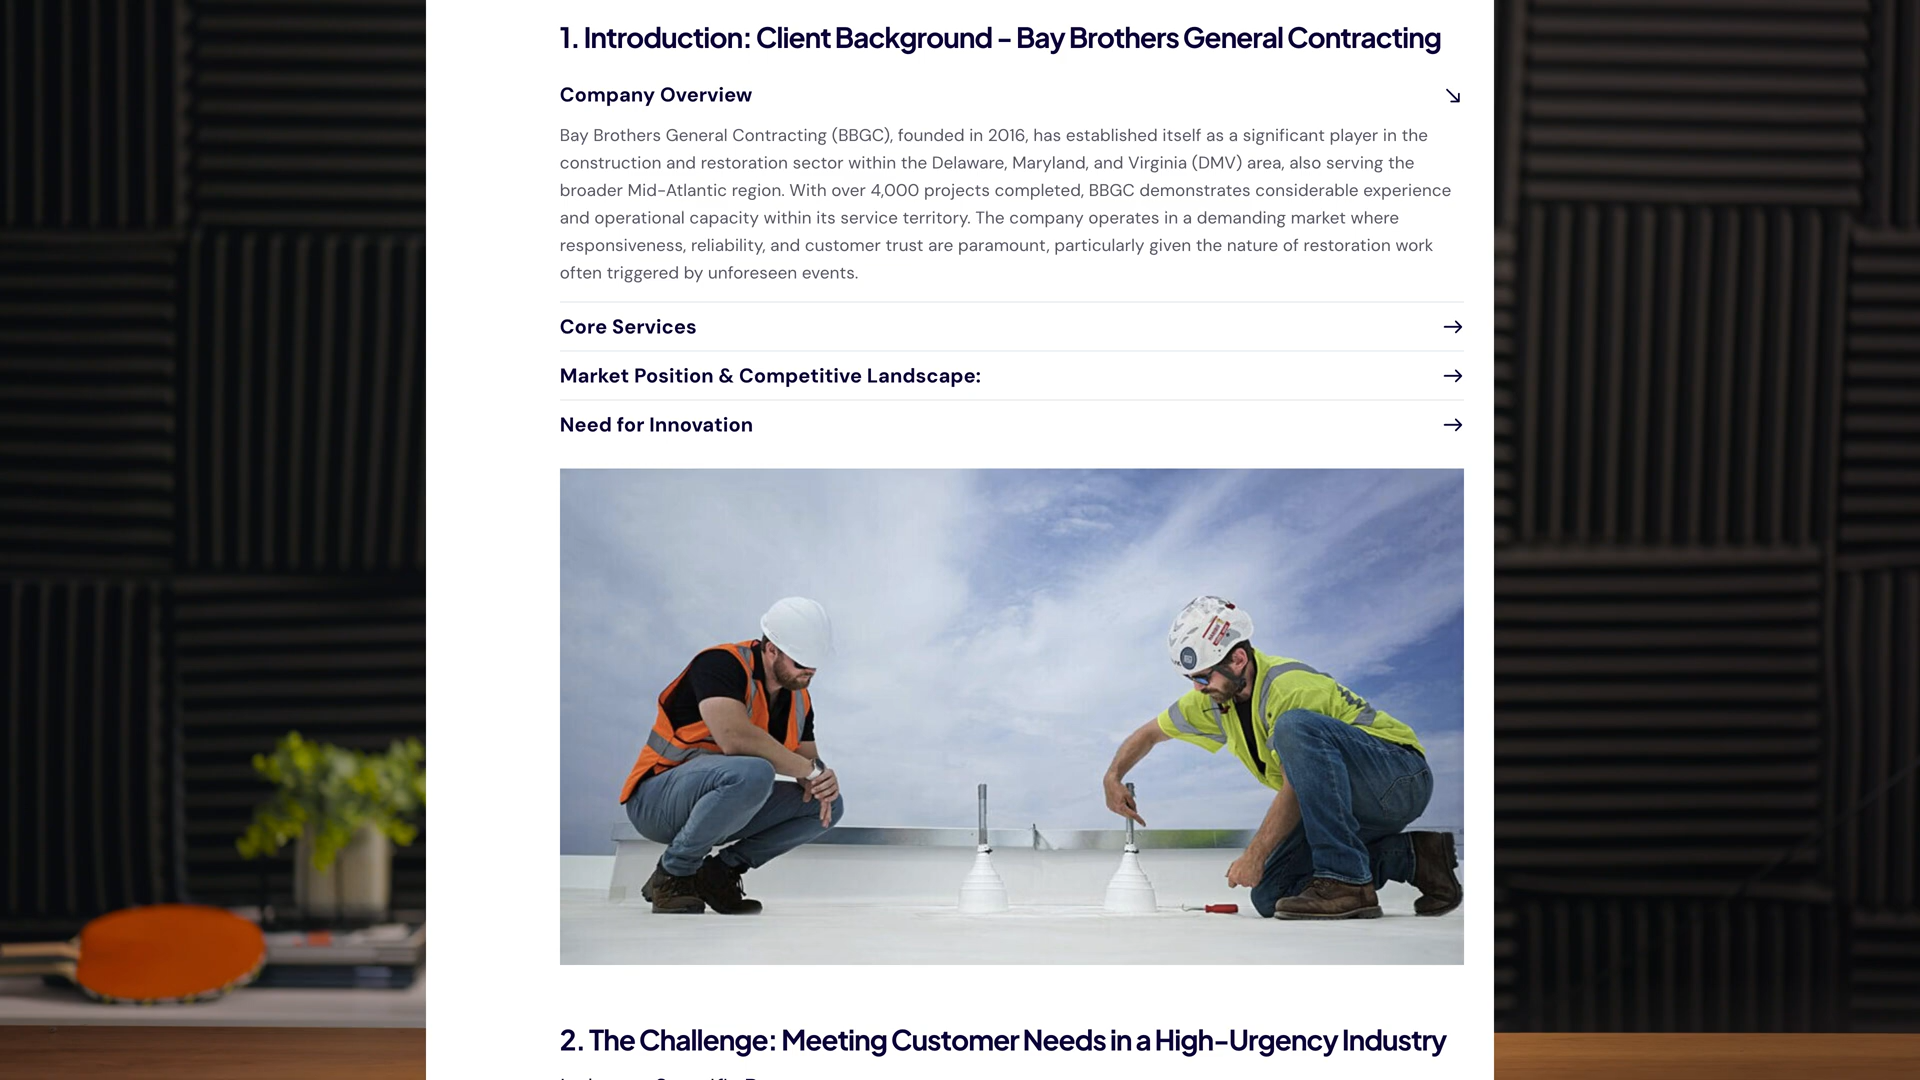 1. Introduction: Client Background – Bay Brothers General Contracting
Company Overview
Bay Brothers General Contracting (BBGC), founded in 2016, has established itself as a significant player in the
construction and restoration sector within the Delaware, Maryland, and Virginia (DMV) area, also serving the
broader Mid-Atlantic region. With over 4,000 projects completed, BBGC demonstrates considerable experience
and operational capacity within its service territory. The company operates in a demanding market where
responsiveness, reliability, and customer trust are paramount, particularly given the nature of restoration work
often triggered by unforeseen events.
Core Services
Market Position & Competitive Landscape:
Need for Innovation
2. The Challenge: Meeting Customer Needs in a High-Urgency Industry